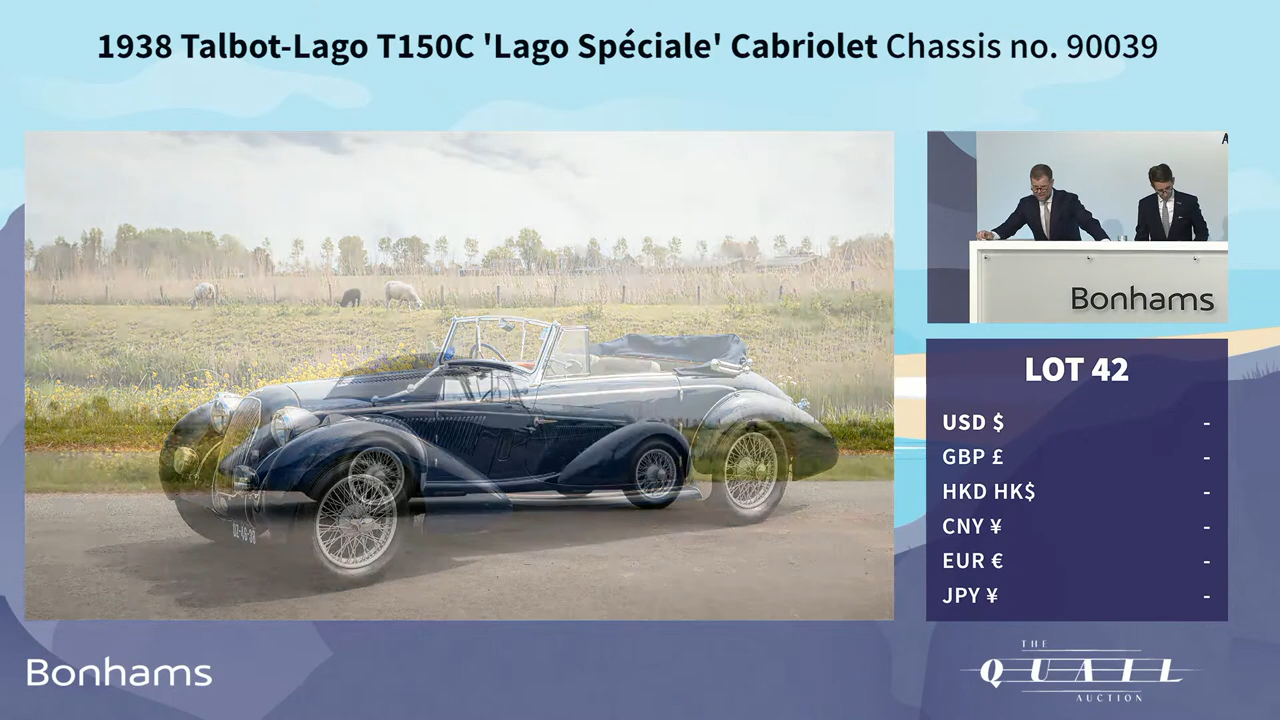 1938 Talbot-Lago T150C 'Lago Spéciale' Cabriolet Chassis no. 90039
A
Bonhams
LOT 42
USD $ -
GBP £ -
HKD HK$ -
CNY ¥ -
EUR € -
JPY ¥ -
Bonhams
THE
QUAIL
AUCTION